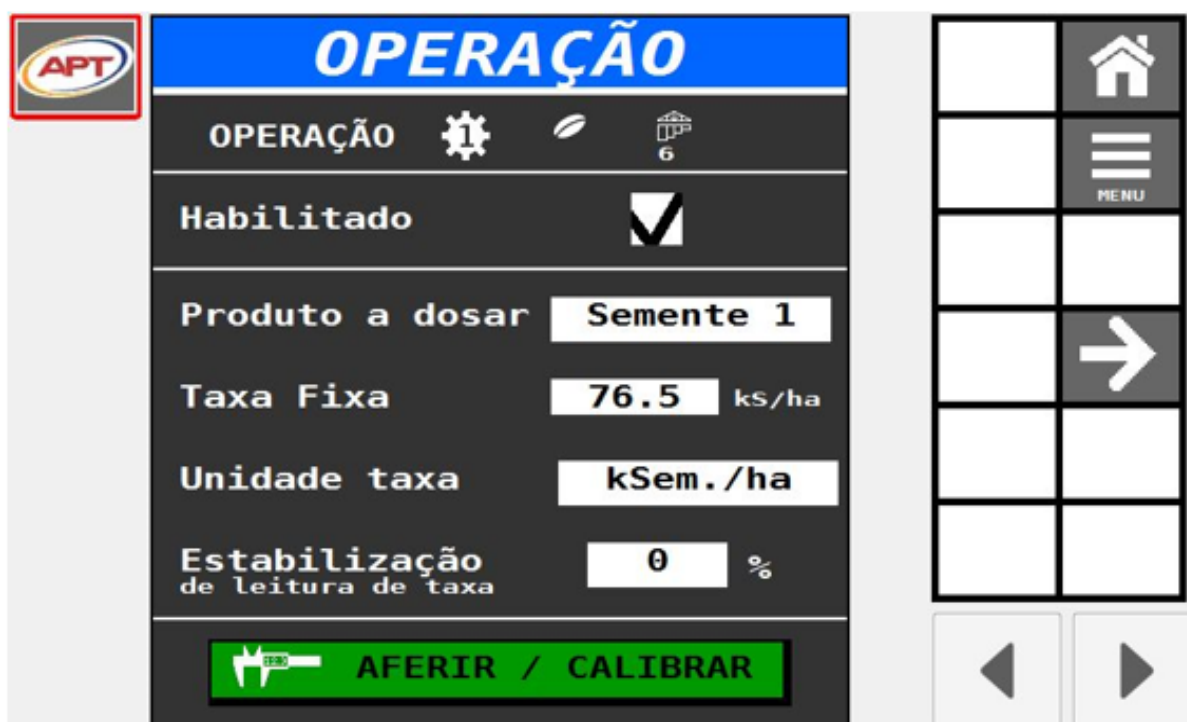 APT
OPERAÇÃO
OPERAÇÃO 1
6
MENU
Habilitado
Produto a dosar Semente 1
Taxa Fixa 76.5 kS/ha
Unidade taxa kSem./ha
Estabilização 0 %
de leitura de taxa
AFERIR / CALIBRAR